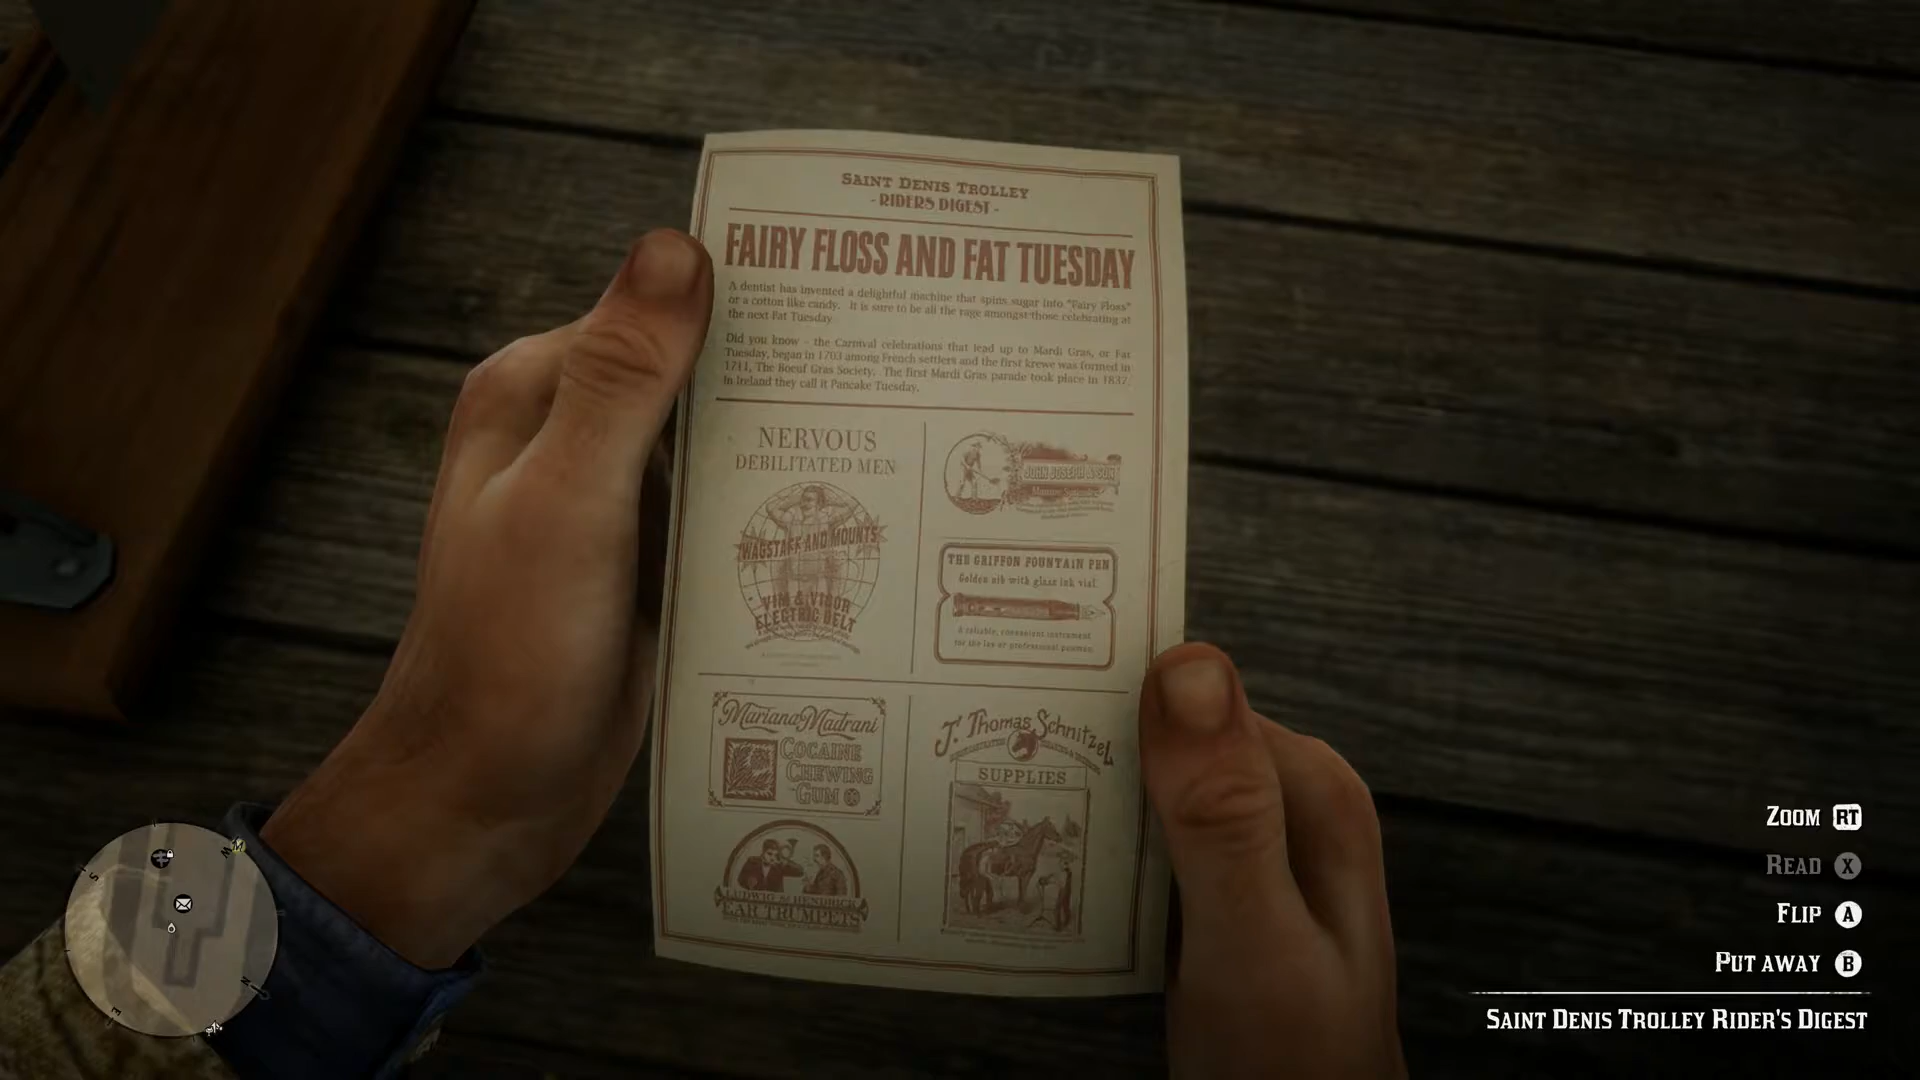 SAINT DENIS TROLLEY
- RIDERS DIGEST -
FAIRY FLOSS AND FAT TUESDAY
A dentist has invented a delightful machine that spins sugar into "Fairy Floss"
or a cotton like candy. It is sure to be all the rage amongst those celebrating at
the next Fat Tuesday
Did you know - the Carnival celebrations that lead up to Mardi Gras, or Fat
Tuesday, began in 1703 among French settlers and the first krewe was formed in
1711, The Boeuf Gras Society. The first Mardi Gras parade took place in 1837.
In Ireland they call it Pancake Tuesday.
NERVOUS
DEBILITATED MEN
WAGSTAFF AND MOUNTS
VIM & VIGOR
ELECTRIC BELT
JOHN JOSEPH & SON
THE GRIFFON FOUNTAIN PEN
Golden nib with glass ink vial
A reliable, convenient instrument
for the lay or professional penman.
Mariana Madrani
COCAINE
CHEWING
GUM
LUDWIG & HENDRICK
EAR TRUMPETS
J. Thomas Schnitzel
SUPPLIES
ZOOM RT
READ X
FLIP A
PUT AWAY B
SAINT DENIS TROLLEY RIDER'S DIGEST
S
W
N
E